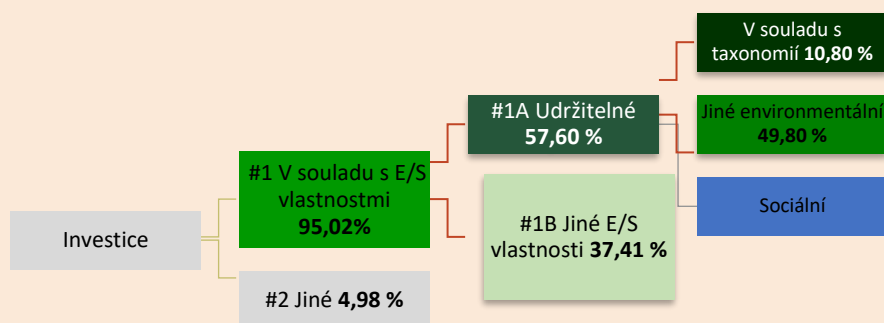 V souladu s
taxonomií 10,80 %
#1A Udržitelné
57,60 %
Jiné environmentální
49,80 %
#1 V souladu s E/S
vlastnostmi
95,02%
Sociální
#1B Jiné E/S
vlastnosti 37,41 %
Investice
#2 Jiné 4,98 %